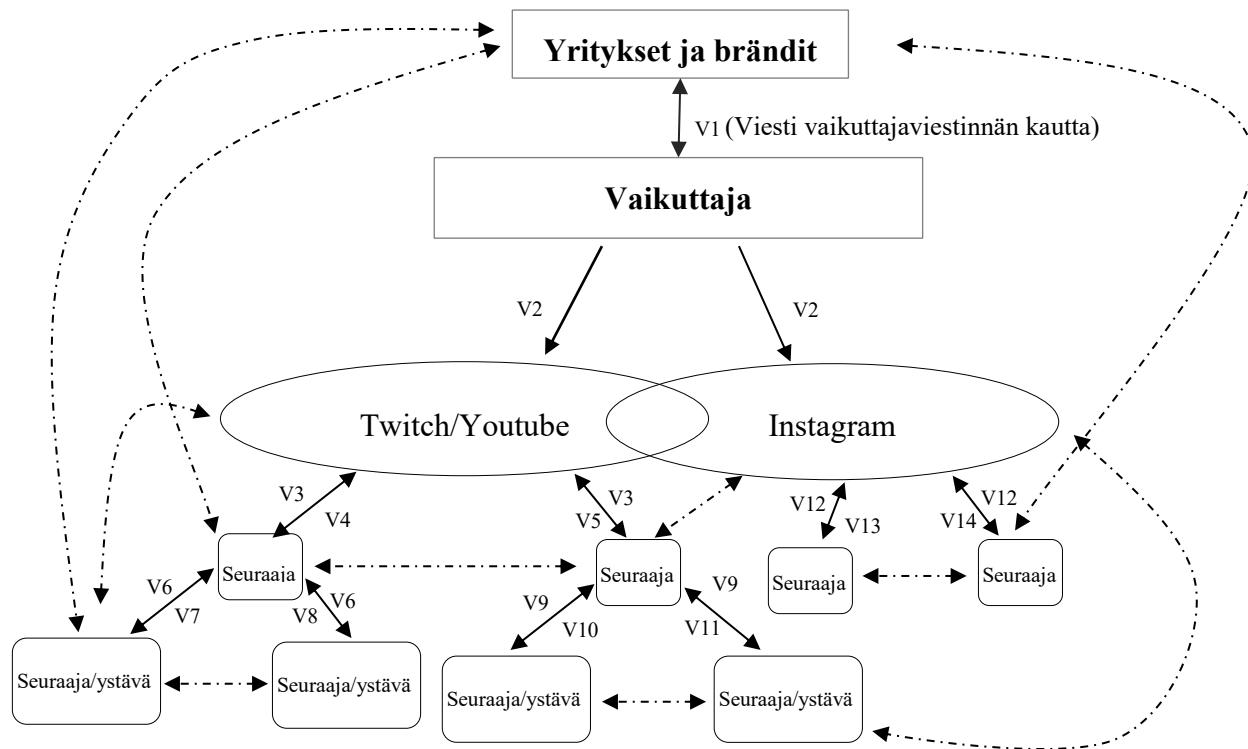 Yritykset ja brändit
V1 (Viesti vaikuttajaviestinnän kautta)
Vaikuttaja
V2
V2
Twitch/Youtube
Instagram
V3
V4
V3
V5
V12
V13
V12
V14
Seuraaja
Seuraaja
Seuraaja
Seuraaja
V6
V7
V6
V8
V9
V10
V9
V11
Seuraaja/ystävä
Seuraaja/ystävä
Seuraaja/ystävä
Seuraaja/ystävä